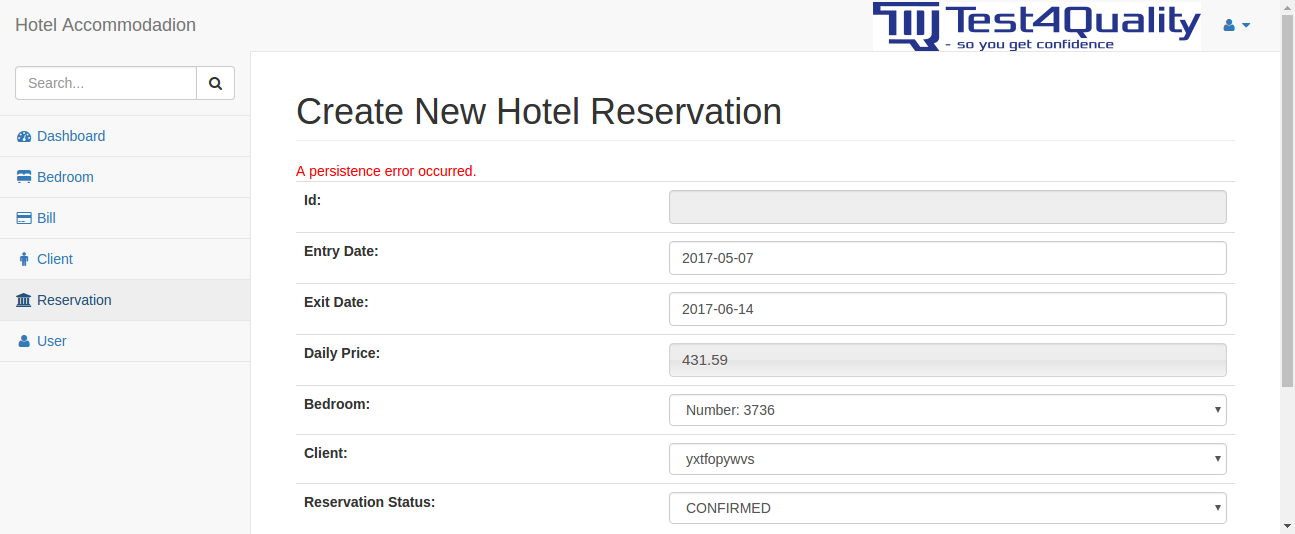 Hotel Accommodadion
Test4Quality
- so you get confidence
Search...
Dashboard
Bedroom
Bill
Client
Reservation
User
Create New Hotel Reservation
A persistence error occurred.
Id:
Entry Date: 2017-05-07
Exit Date: 2017-06-14
Daily Price: 431.59
Bedroom: Number: 3736
Client: yxtfopywvs
Reservation Status: CONFIRMED